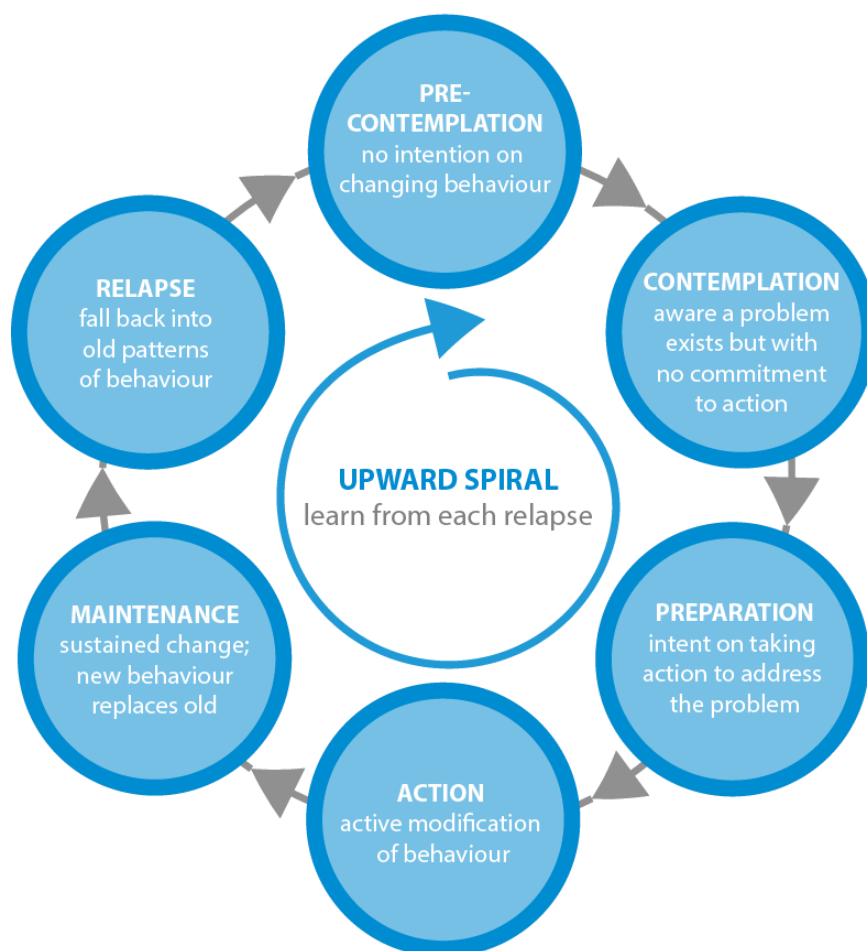 PRE-
CONTEMPLATION
no intention on
changing behaviour
CONTEMPLATION
aware a problem
exists but with
no commitment
to action
PREPARATION
intent on taking
action to address
the problem
ACTION
active modification
of behaviour
MAINTENANCE
sustained change;
new behaviour
replaces old
RELAPSE
fall back into
old patterns
of behaviour
UPWARD SPIRAL
learn from each relapse